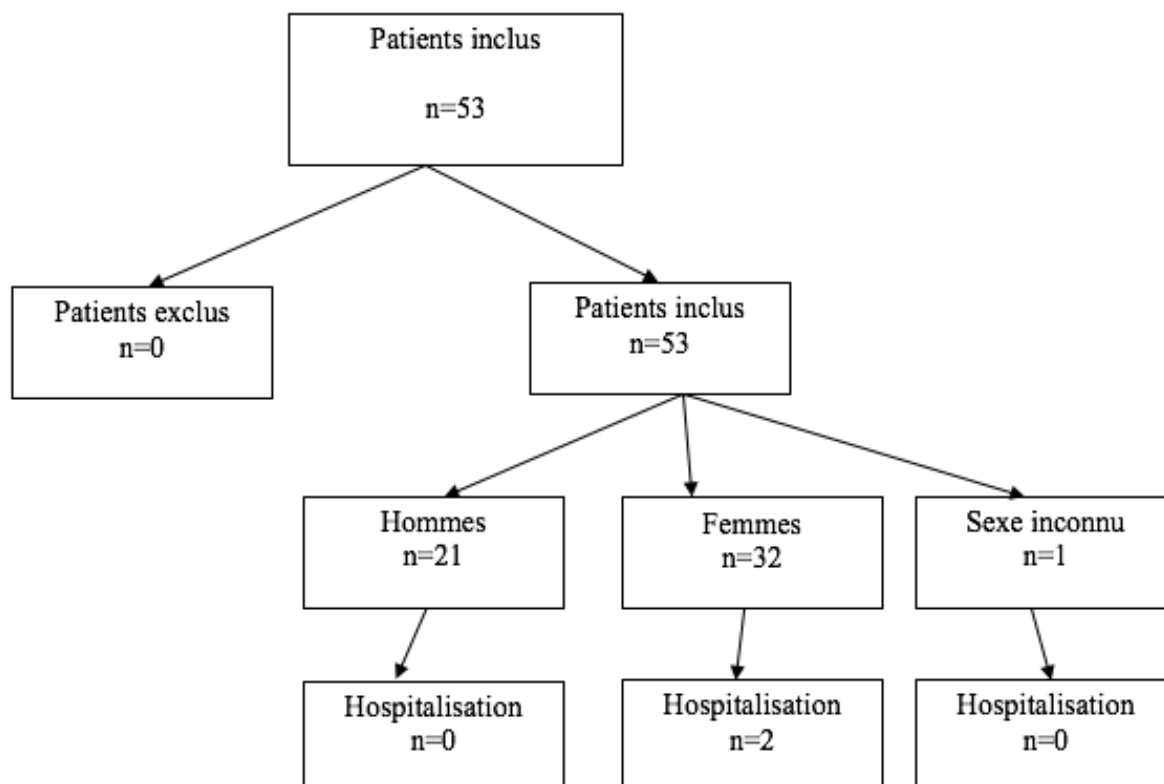 Patients inclus
n=53
Patients exclus
n=0
Patients inclus
n=53
Hommes
n=21
Femmes
n=32
Sexe inconnu
n=1
Hospitalisation
n=0
Hospitalisation
n=2
Hospitalisation
n=0